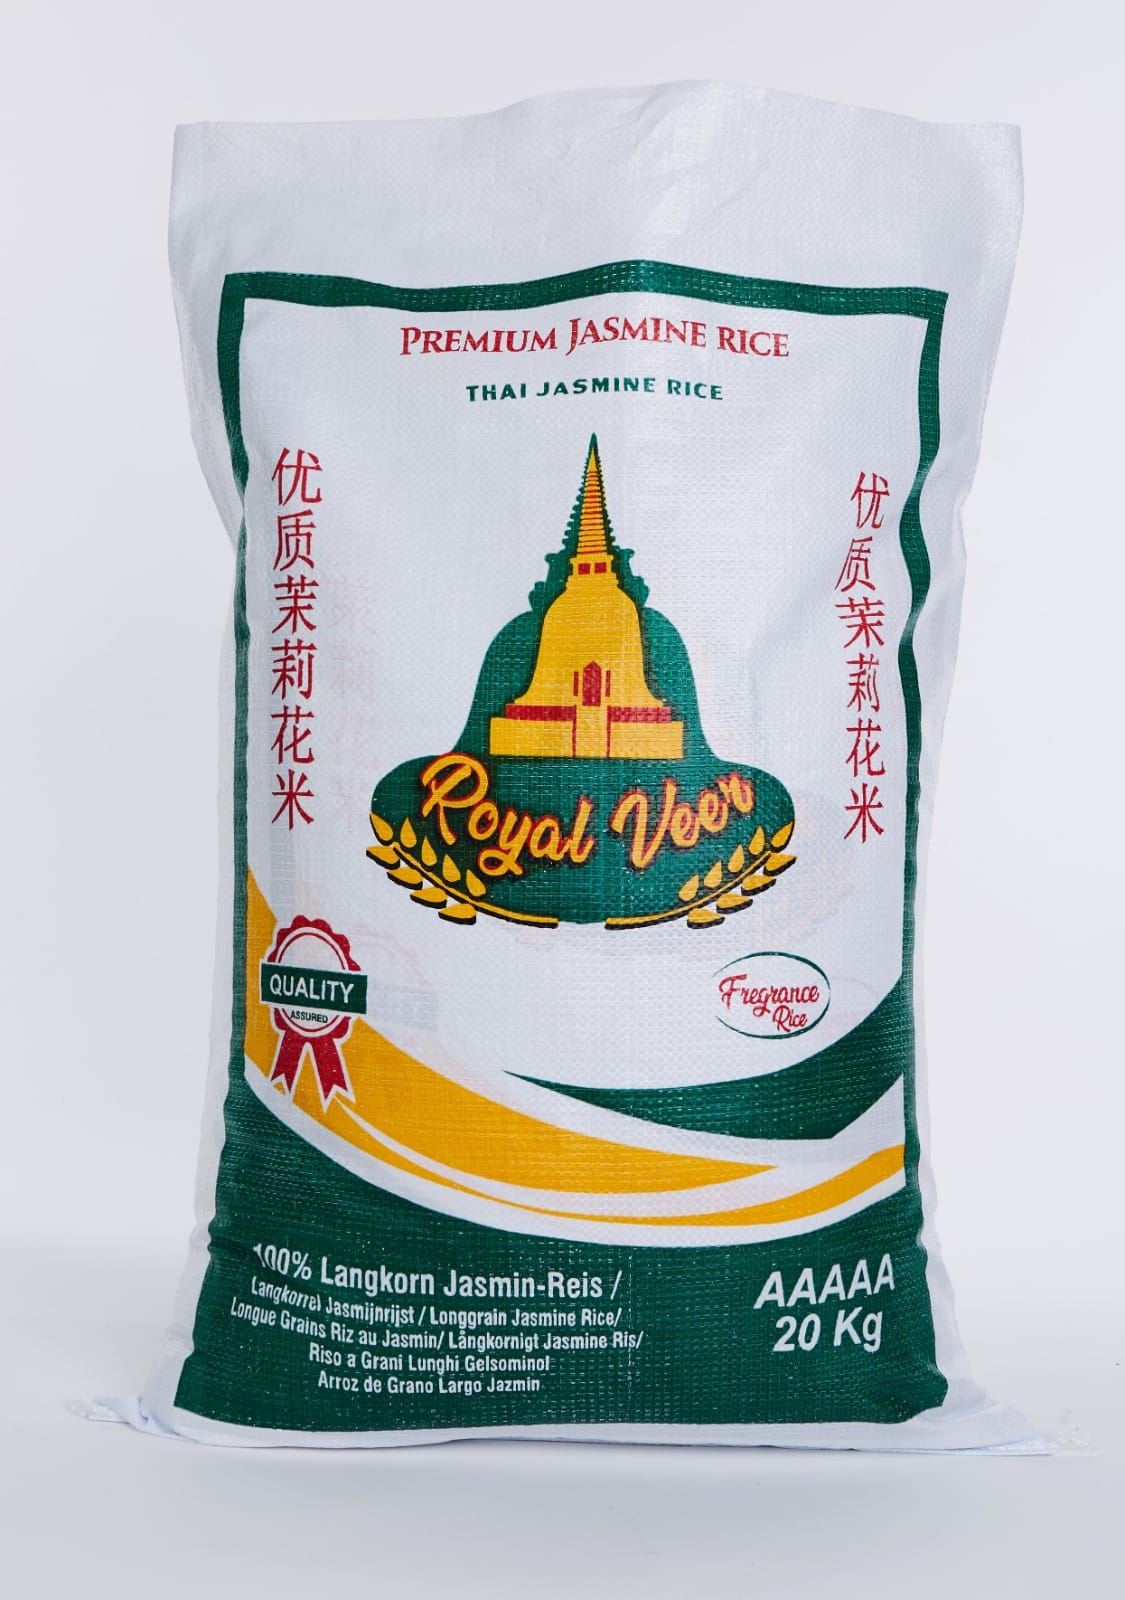 PREMIUM JASMINE RICE
THAI JASMINE RICE
优质茉莉花米
优质茉莉花米
Royal Veer
QUALITY
ASSURED
Fregrance
Rice
100% Langkorn Jasmin-Reis /
Langkorrel Jasmijnrijst / Longgrain Jasmine Rice/
Longue Grains Riz au Jasmin/ Långkornigt Jasmine Ris/
Riso a Grani Lunghi Gelsominol
Arroz de Grano Largo Jazmin
AAAAA
20 Kg